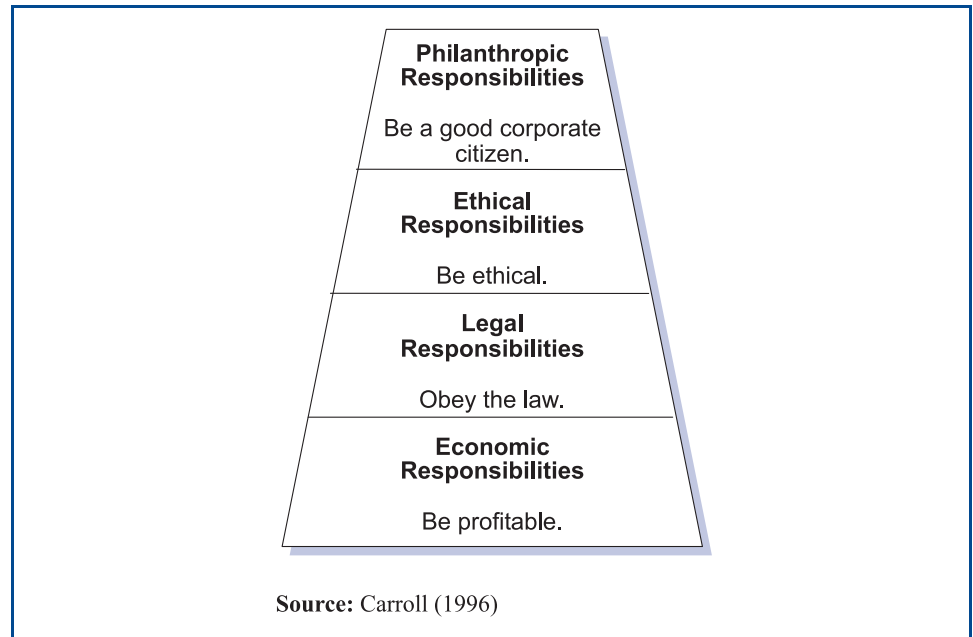 Philanthropic
Responsibilities
Be a good corporate
citizen.
Ethical
Responsibilities
Be ethical.
Legal
Responsibilities
Obey the law.
Economic
Responsibilities
Be profitable.
Source: Carroll (1996)